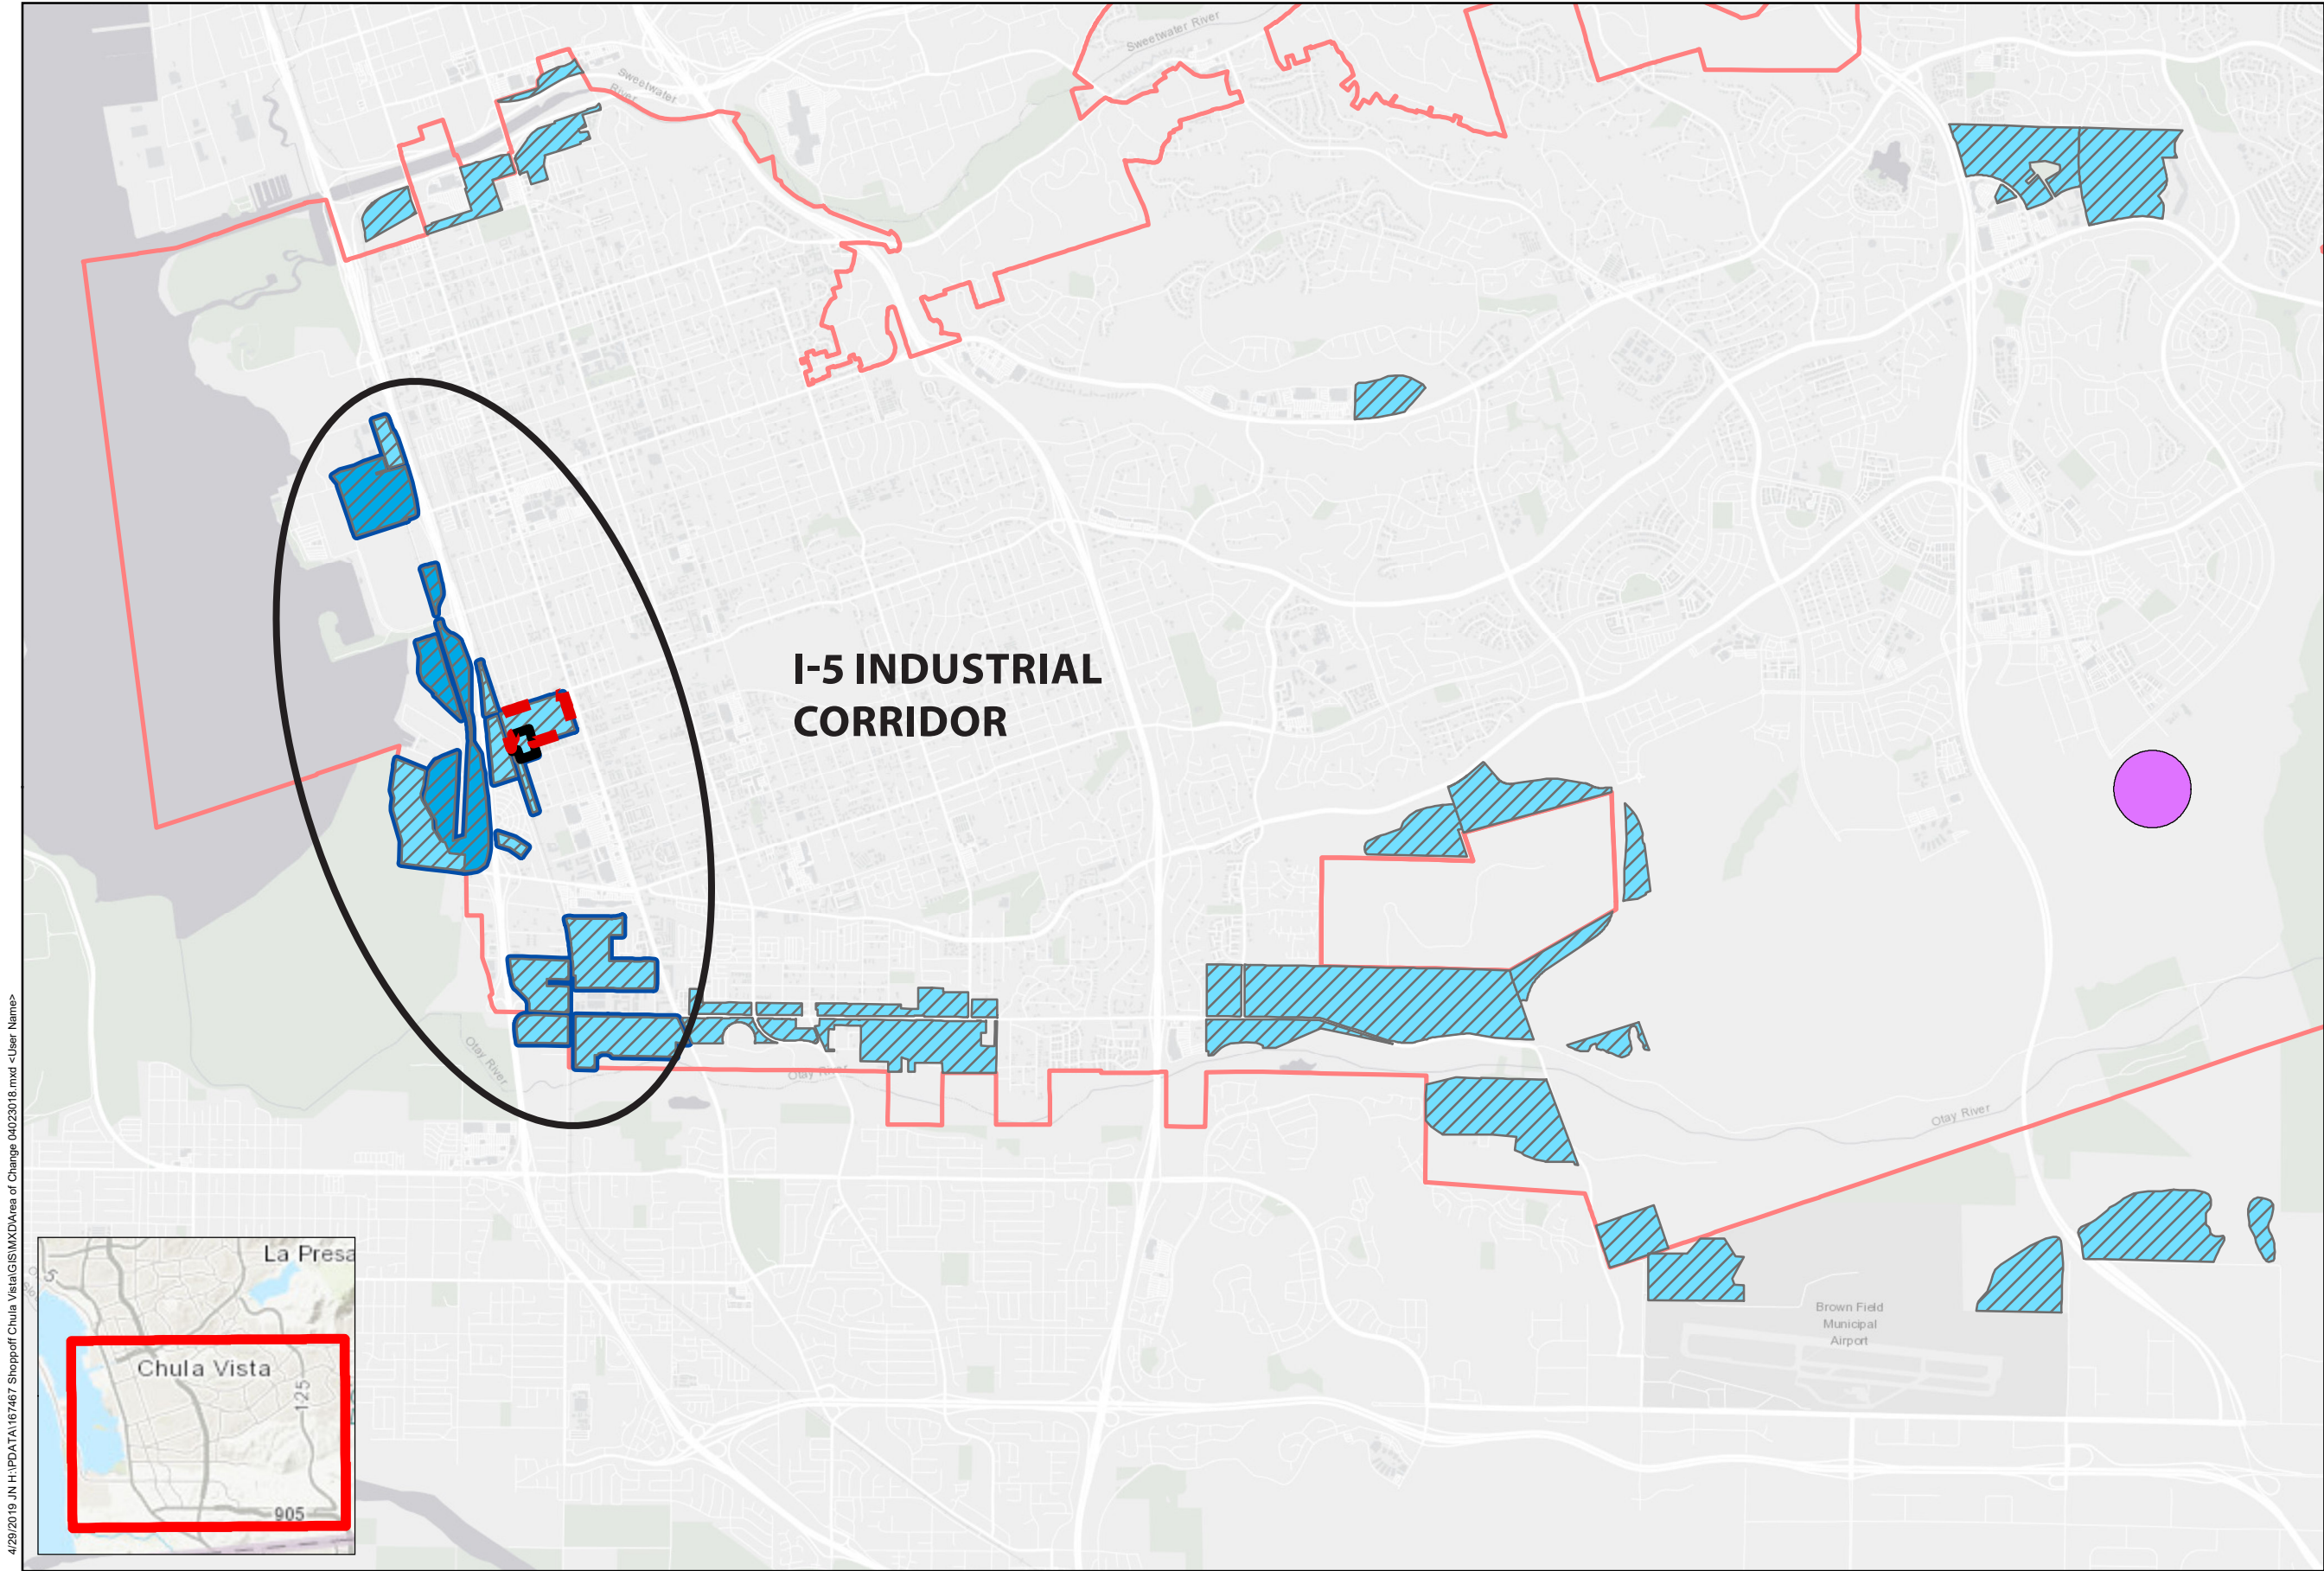 Sweetwater River
Sweetwater
River
I-5 INDUSTRIAL
CORRIDOR
Otay River
Otay River
Otay River
Brown Field
Municipal
Airport
La Presa
5
Chula Vista
125
905
4/29/2019 JN H:\PDATA\167467 Shoppoff Chula Vista\GIS\MXD\Area of Change 04023018.mxd <User Name>